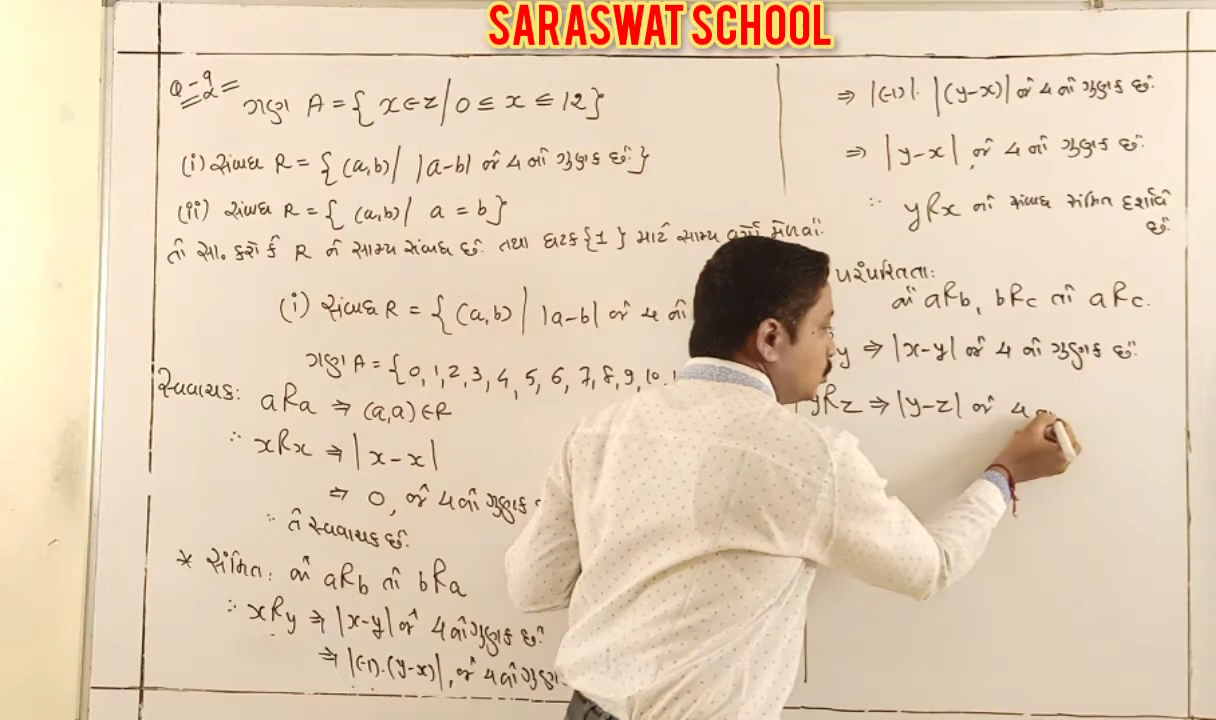 SARASWAT SCHOOL
Q-9=
ગણ A = { x ∈ z / 0 ≤ x ≤ 12 }
(i) સંબંધ R = { (a,b) / |a-b| એ 4 નો ગુણક છે. }
(ii) સંબંધ R = { (a,b) / a = b }
તો સા. કરો કે R ને સામ્ય સંબંધ છે. તથા ઘટક {1} માટે સામ્ય વર્ગો મેળવો.
(i) સંબંધ R = { (a,b) / |a-b| એ 4 નો
ગણ A = { 0, 1, 2, 3, 4, 5, 6, 7, 8, 9, 10,
સ્વવાચક: aRa ⇒ (a,a) ∈ R
∴ xRx ⇒ |x-x|
⇒ 0, એ 4 નો ગુણક
∴ તે સ્વવાચક છે.
* સંમિત: જો aRb તો bRa
∴ xRy ⇒ |x-y| એ 4 નો ગુણક છે.
⇒ |(-1).(y-x)|, એ 4 નો
⇒ |(-1)|. |(y-x)| એ 4 નો ગુણક છે.
⇒ |y-x|, એ 4 નો ગુણક છે.
∴ yRx નો સંબંધ સંમિત દર્શાવે
છે.
પરંપરિતતા:
જો aRb, bRc તો aRc.
y ⇒ |x-y| એ 4 નો ગુણક છે.
yRz ⇒ |y-z| એ 4